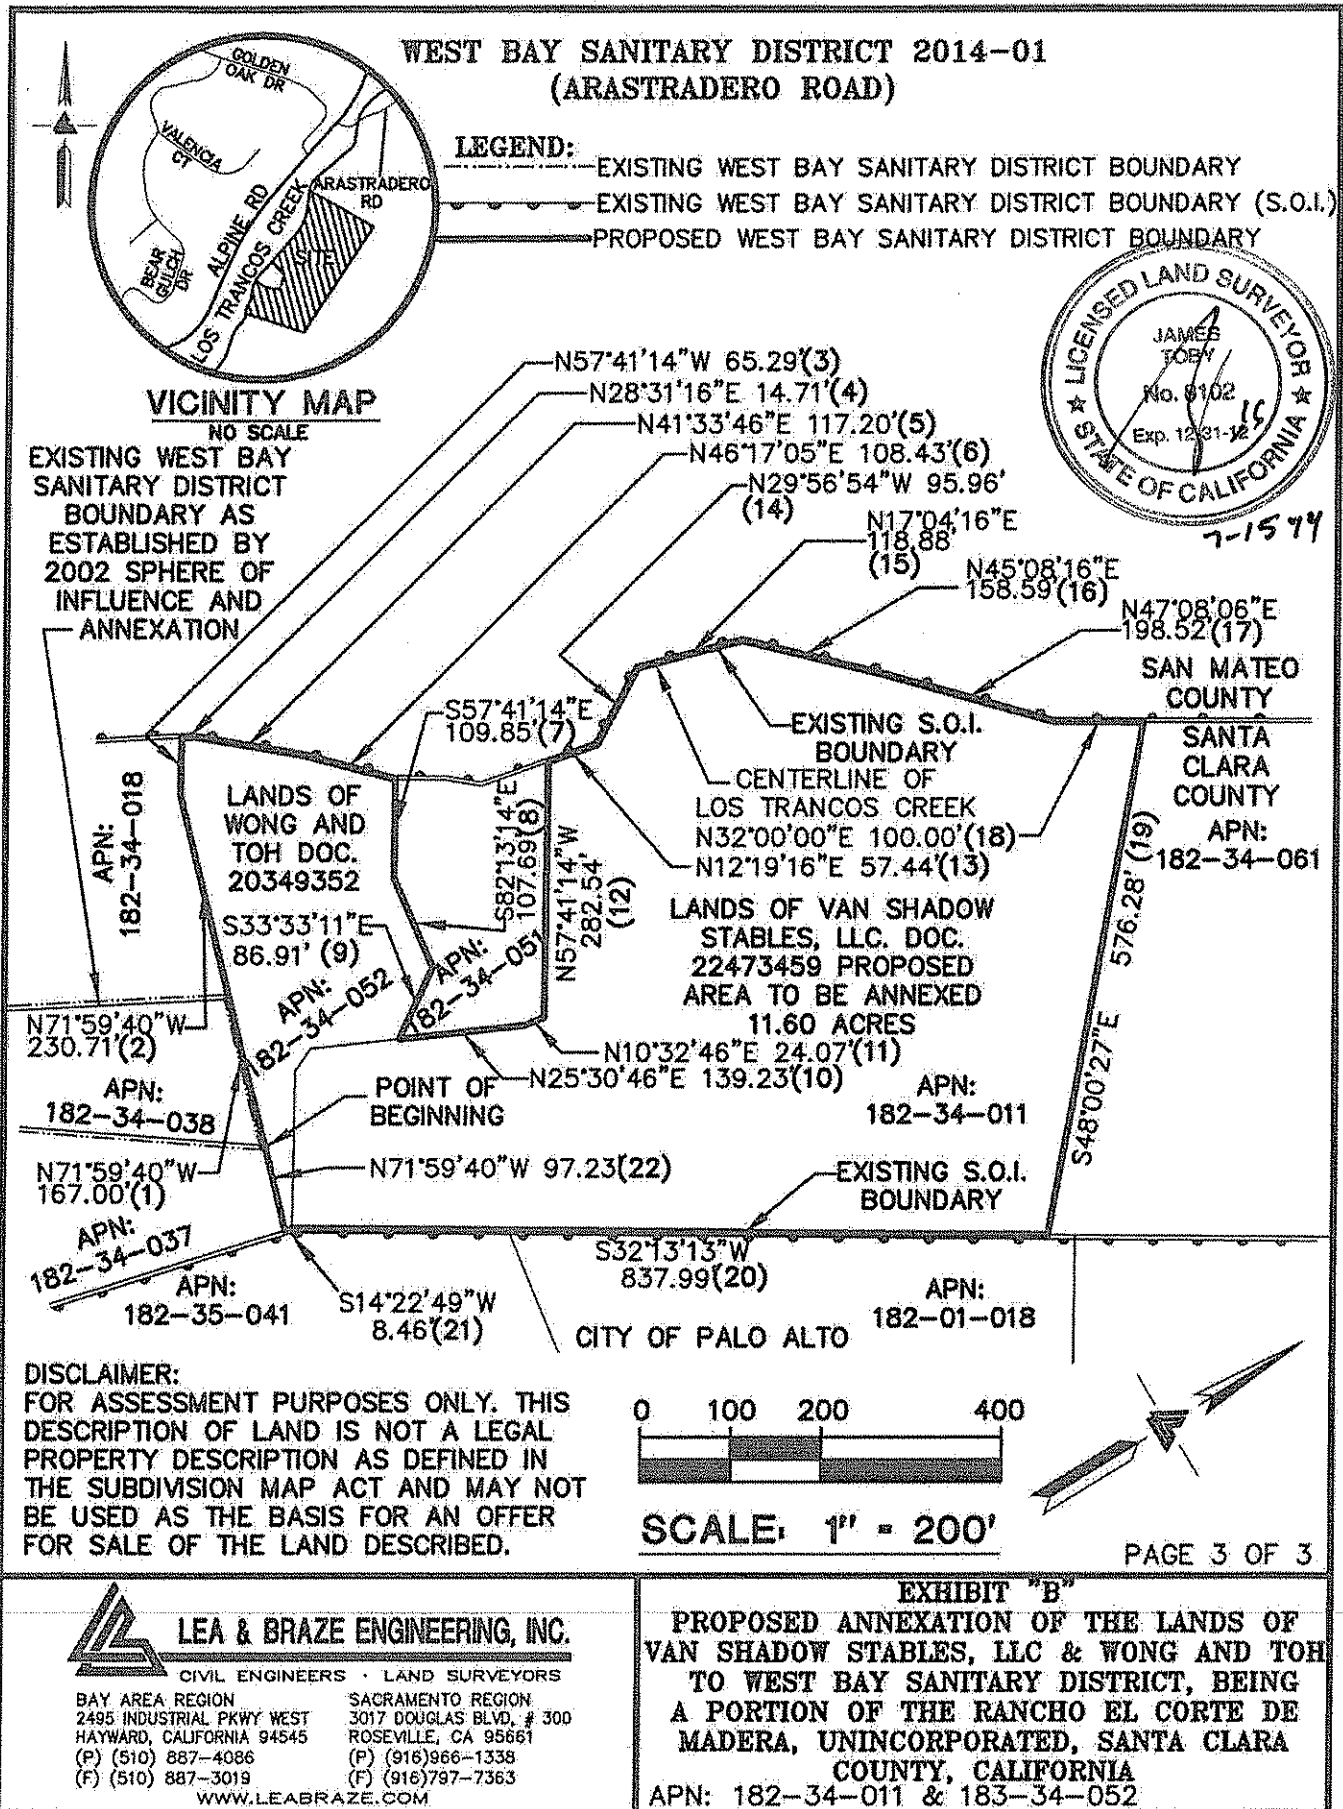 WEST BAY SANITARY DISTRICT 2014-01
(ARASTRADERO ROAD)
GOLDEN
OAK DR
VALENCIA
CT
ALPINE RD
LOS TRANCOS CREEK
ARASTRADERO
RD
BEAR
GULCH
DR
SITE
VICINITY MAP
NO SCALE
LEGEND:
EXISTING WEST BAY SANITARY DISTRICT BOUNDARY
EXISTING WEST BAY SANITARY DISTRICT BOUNDARY (S.O.I.)
PROPOSED WEST BAY SANITARY DISTRICT BOUNDARY
LICENSED LAND SURVEYOR
JAMES
TOBY
Exp. 12-31-
16
STATE OF CALIFORNIA
EXISTING WEST BAY
SANITARY DISTRICT
BOUNDARY AS
ESTABLISHED BY
2002 SPHERE OF
INFLUENCE AND
ANNEXATION
N57°41'14"W 65.29'(3)
N28°31'16"E 14.71'(4)
N41°33'46"E 117.20'(5)
N46°17'05"E 108.43'(6)
N29°56'54"W 95.96'
(14)
N17°04'16"E
118.88'
(15)
N45°08'16"E
158.59'(16)
N47°08'06"E
198.52'(17)
SAN MATEO
COUNTY
SANTA
CLARA
COUNTY
APN:
182-34-061
S57°41'14"E
109.85'(7)
EXISTING S.O.I.
BOUNDARY
CENTERLINE OF
LOS TRANCOS CREEK
N32°00'00"E 100.00'(18)
N12°19'16"E 57.44'(13)
APN:
182-34-018
LANDS OF
WONG AND
TOH DOC.
20349352
S82°13'14"E
107.69'(8)
N57°41'14"W
282.54'
(12)
S33°33'11"E
86.91' (9)
APN:
182-34-052
APN:
182-34-051
LANDS OF VAN SHADOW
STABLES, LLC. DOC.
22473459 PROPOSED
AREA TO BE ANNEXED
11.60 ACRES
N10°32'46"E 24.07'(11)
N25°30'46"E 139.23'(10)
S48°00'27"E 576.28' (19)
N71°59'40"W
230.71'(2)
APN:
182-34-038
POINT OF
BEGINNING
APN:
182-34-011
N71°59'40"W
167.00'(1)
N71°59'40"W 97.23(22)
EXISTING S.O.I.
BOUNDARY
APN:
182-34-037
APN:
182-35-041
S14°22'49"W
8.46'(21)
S32°13'13"W
837.99'(20)
APN:
182-01-018
CITY OF PALO ALTO
DISCLAIMER:
FOR ASSESSMENT PURPOSES ONLY. THIS
DESCRIPTION OF LAND IS NOT A LEGAL
PROPERTY DESCRIPTION AS DEFINED IN
THE SUBDIVISION MAP ACT AND MAY NOT
BE USED AS THE BASIS FOR AN OFFER
FOR SALE OF THE LAND DESCRIBED.
0 100 200 400
SCALE: 1" = 200'
PAGE 3 OF 3
LEA & BRAZE ENGINEERING, INC.
CIVIL ENGINEERS · LAND SURVEYORS
BAY AREA REGION
2495 INDUSTRIAL PKWY WEST
HAYWARD, CALIFORNIA 94545
(P) (510) 887-4086
(F) (510) 887-3019
SACRAMENTO REGION
3017 DOUGLAS BLVD, # 300
ROSEVILLE, CA 95661
(P) (916)966-1338
(F) (916)797-7363
WWW.LEABRAZE.COM
EXHIBIT "B"
PROPOSED ANNEXATION OF THE LANDS OF
VAN SHADOW STABLES, LLC & WONG AND TOH
TO WEST BAY SANITARY DISTRICT, BEING
A PORTION OF THE RANCHO EL CORTE DE
MADERA, UNINCORPORATED, SANTA CLARA
COUNTY, CALIFORNIA
APN: 182-34-011 & 183-34-052